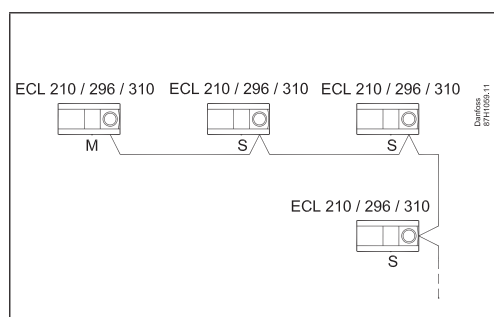 ECL 210 / 296 / 310 ECL 210 / 296 / 310 ECL 210 / 296 / 310
M S S
Danfoss
87H1059.11
ECL 210 / 296 / 310
S